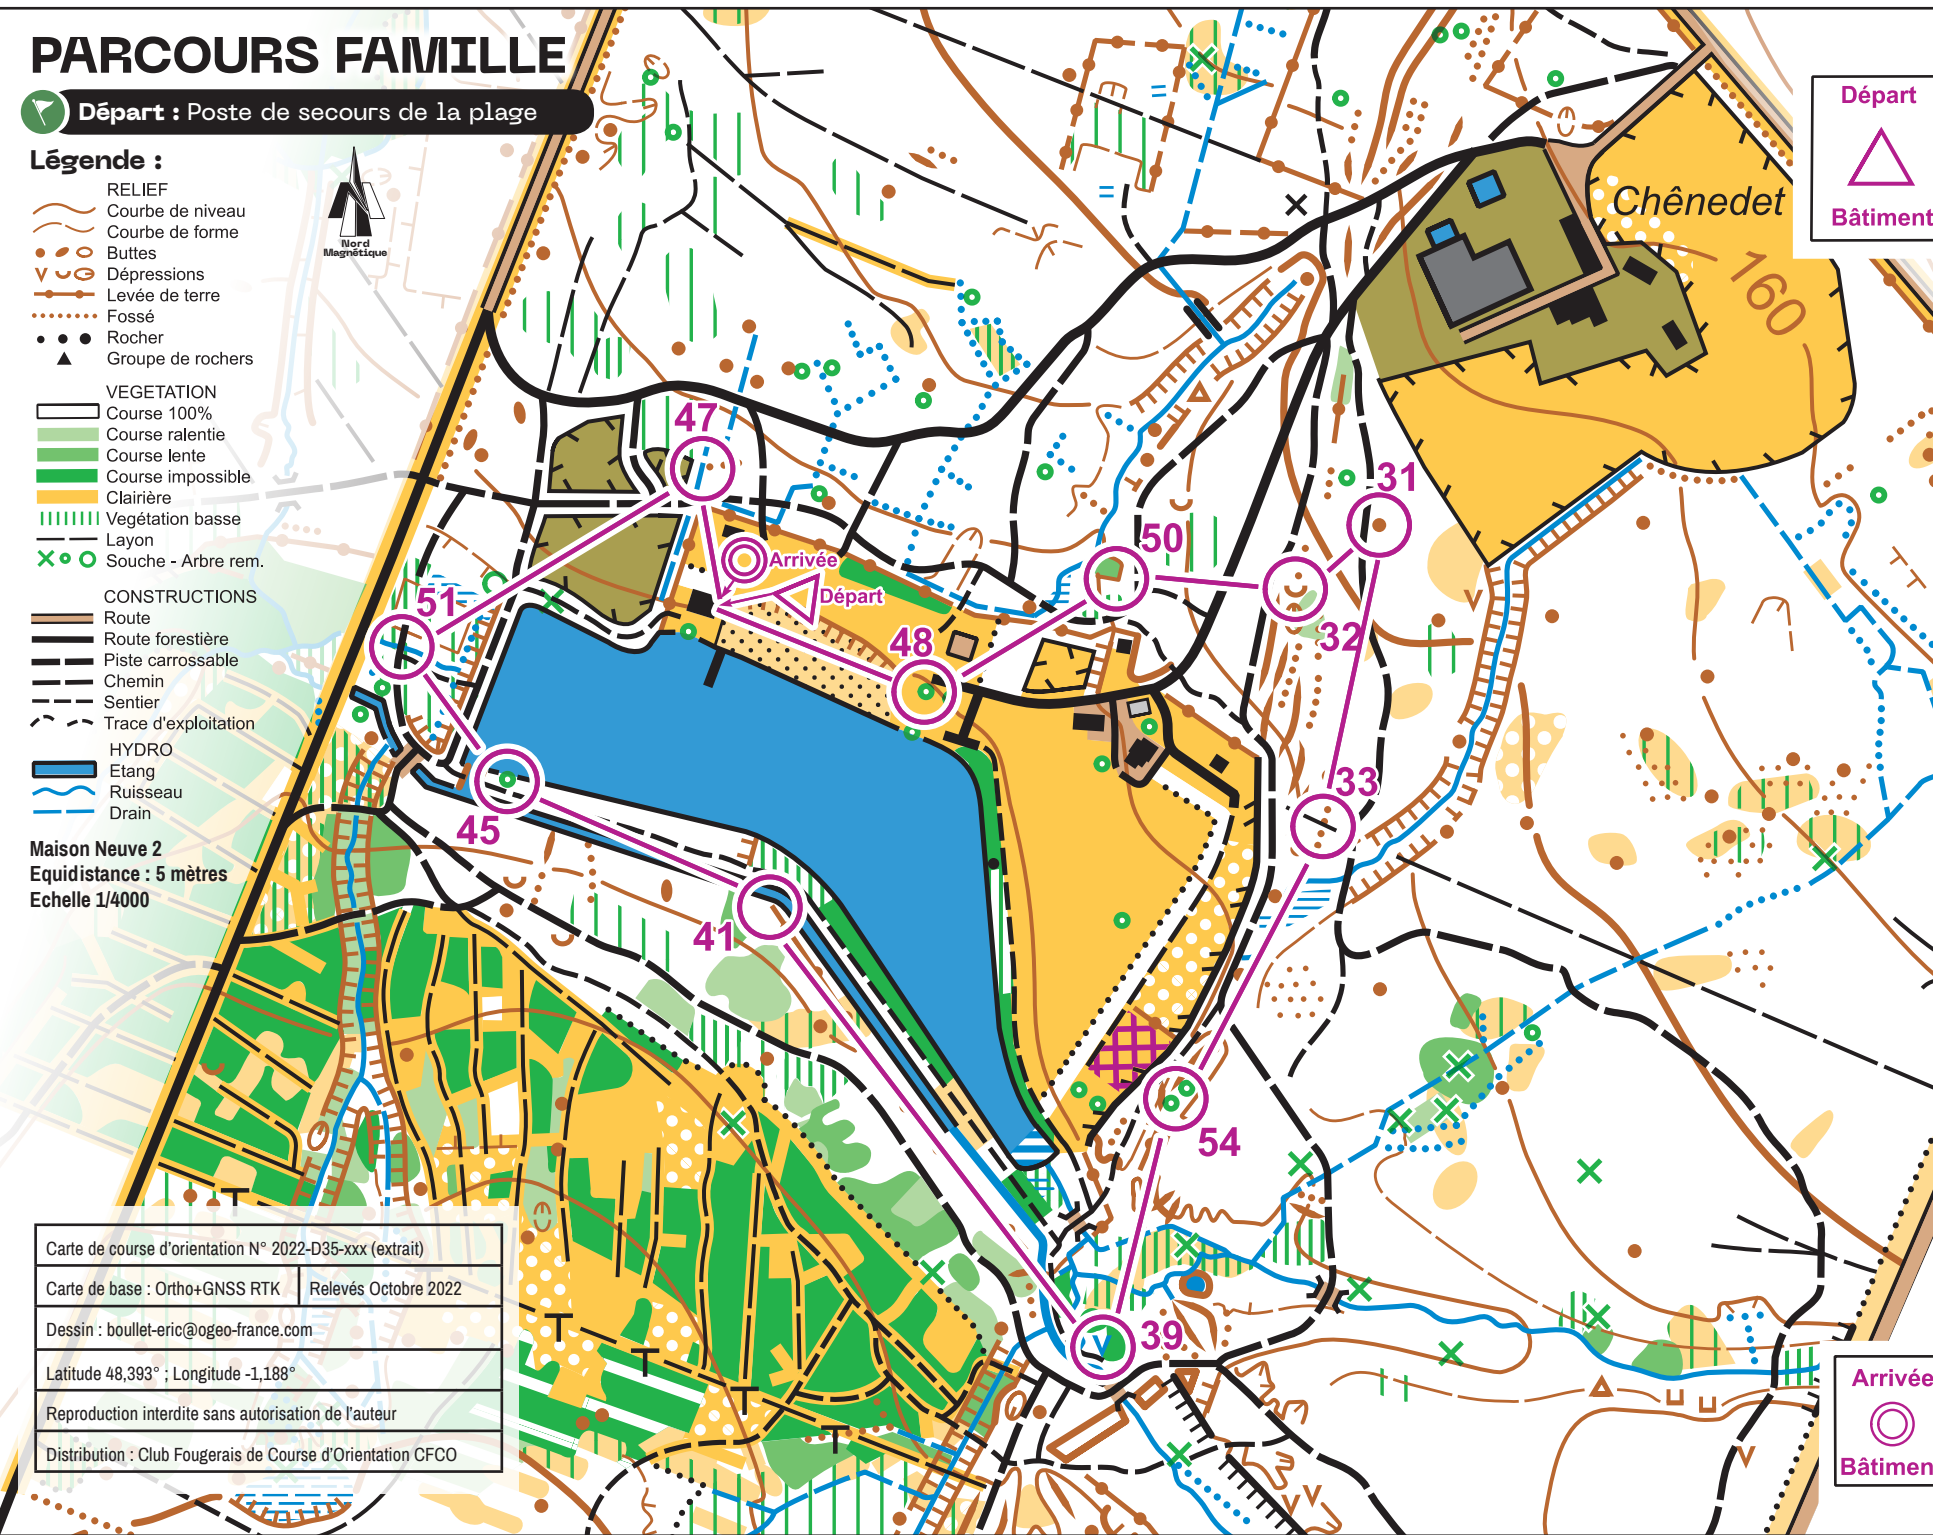 PARCOURS FAMILLE
Départ : Poste de secours de la plage
Légende :
Nord
Magnétique
RELIEF
Courbe de niveau
Courbe de forme
Buttes
Dépressions
Levée de terre
Fossé
Rocher
Groupe de rochers
VEGETATION
Course 100%
Course ralentie
Course lente
Course impossible
Clairière
Vegétation basse
Layon
Souche - Arbre rem.
CONSTRUCTIONS
Route
Route forestière
Piste carrossable
Chemin
Sentier
Trace d'exploitation
HYDRO
Etang
Ruisseau
Drain
Maison Neuve 2
Equidistance : 5 mètres
Echelle 1/4000
Carte de course d'orientation N° 2022-D35-xxx (extrait)
Carte de base : Ortho+GNSS RTK
Relevés Octobre 2022
Dessin : boullet-eric@ogeo-france.com
Latitude 48,393° ; Longitude -1,188°
Reproduction interdite sans autorisation de l'auteur
Distribution : Club Fougerais de Course d'Orientation CFCO
Départ
Bâtiment
Chênedet
160
47
31
50
Arrivée
Départ
51
48
32
33
45
41
54
39
Arrivée
Bâtimen